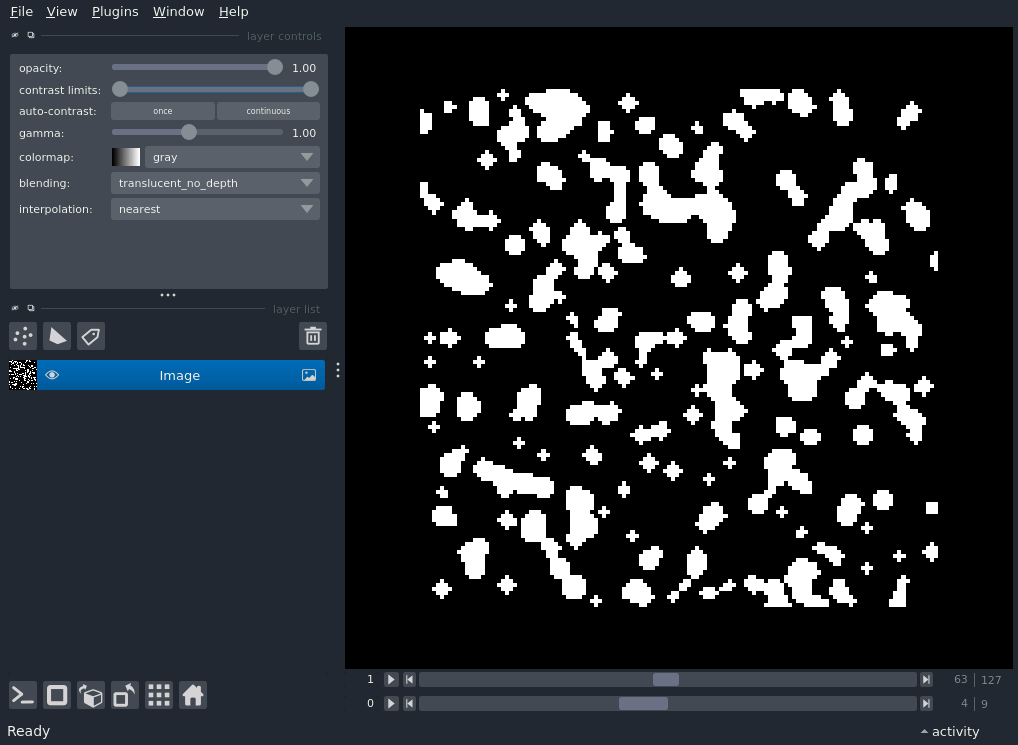 File View Plugins Window Help
layer controls
opacity: 1.00
contrast limits:
auto-contrast: once continuous
gamma: 1.00
colormap: gray
blending: translucent_no_depth
interpolation: nearest
layer list
Image
1 63 127
0 4 9
Ready activity